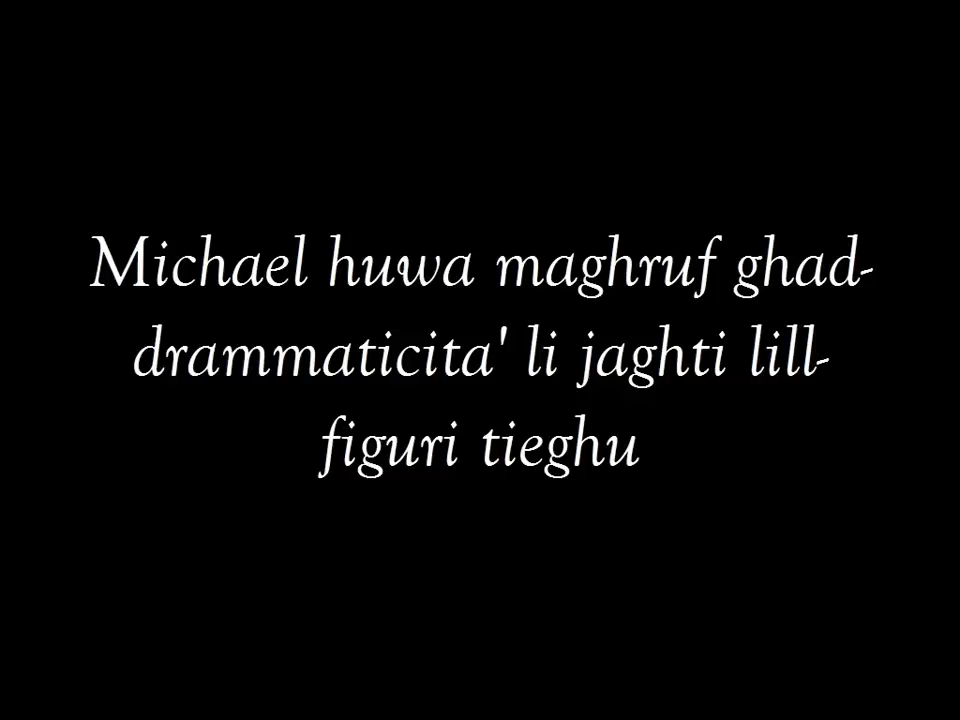 Michael huwa maghruf ghad-
drammaticita' li jaghti lill-
figuri tieghu